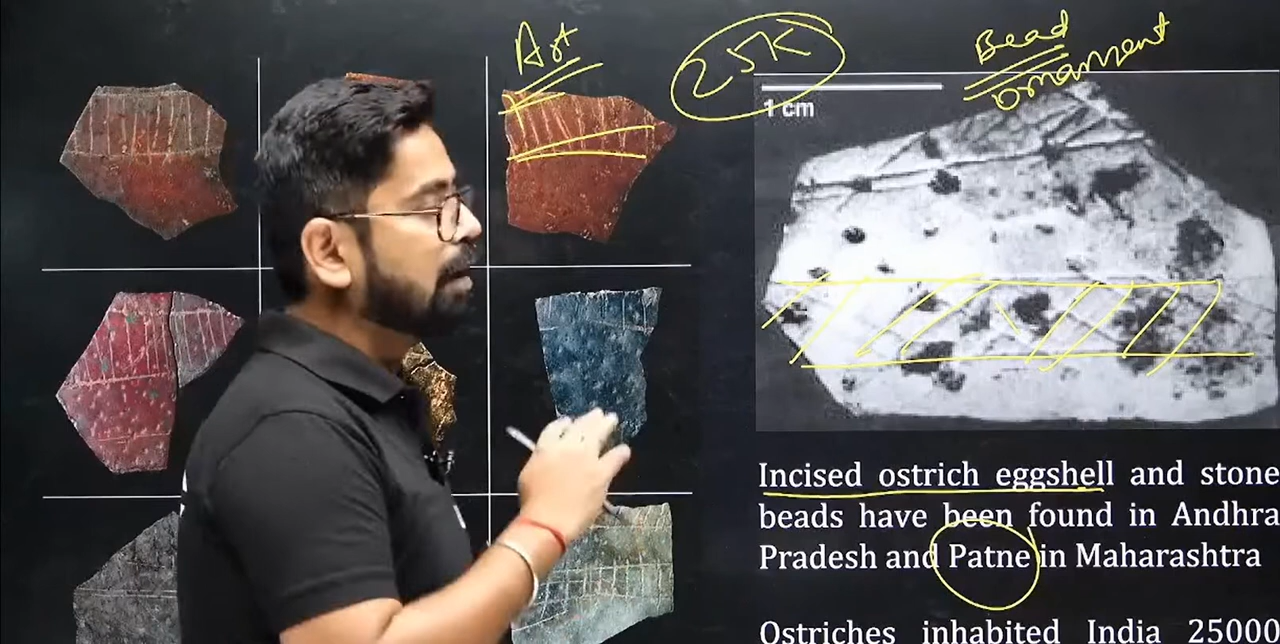 Art
25K
Bead
ornament
1 cm
Incised ostrich eggshell and stone
beads have been found in Andhra
Pradesh and Patne in Maharashtra
Ostriches inhabited India 25000